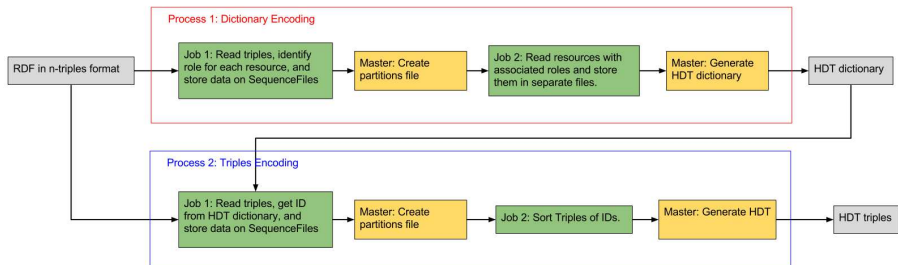 Process 1: Dictionary Encoding
RDF in n-triples format
Job 1: Read triples, identify
role for each resource, and
store data on SequenceFiles
Master: Create
partitions file
Job 2: Read resources with
associated roles and store
them in separate files.
Master: Generate
HDT dictionary
HDT dictionary
Process 2: Triples Encoding
Job 1: Read triples, get ID
from HDT dictionary, and
store data on SequenceFiles
Master: Create
partitions file
Job 2: Sort Triples of IDs.
Master: Generate HDT
HDT triples